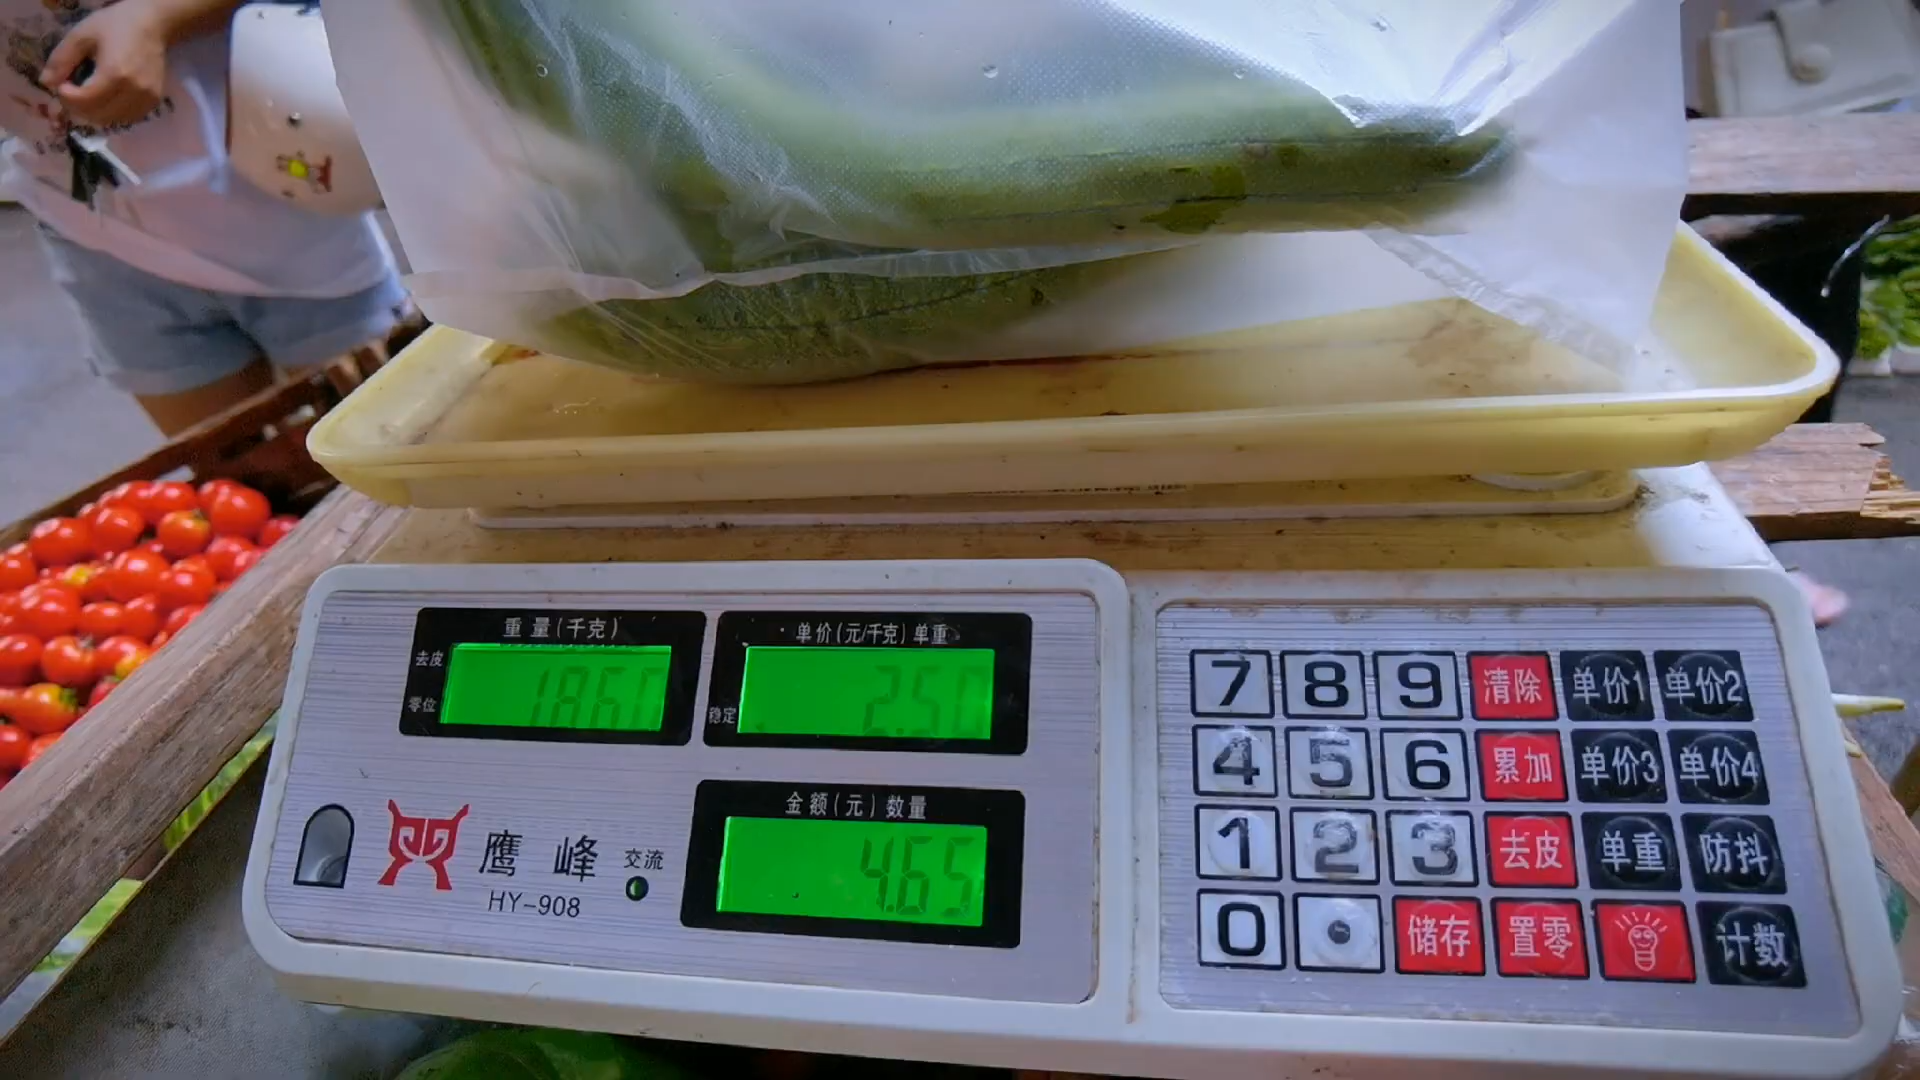 重量(千克)
去皮
零位
1.860
单价(元/千克)单重
稳定
2.50
金额(元)数量
4.65
鹰峰
HY-908
交流
7 8 9 清除 单价1 单价2
4 5 6 累加 单价3 单价4
1 2 3 去皮 单重 防抖
0 . 储存 置零 计数